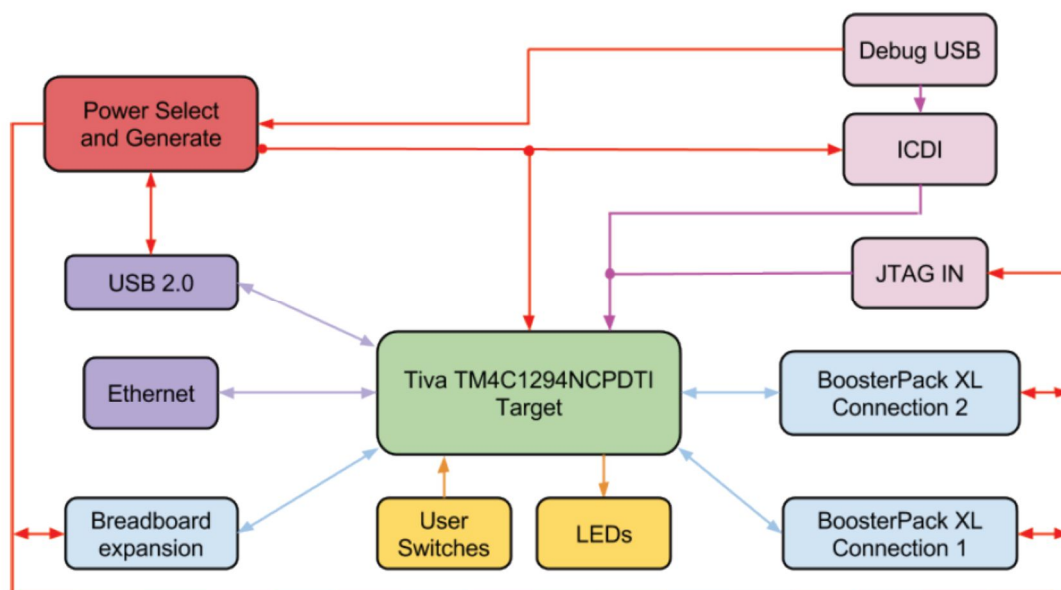 Debug USB
Power Select
and Generate
ICDI
USB 2.0
JTAG IN
Ethernet
Tiva TM4C1294NCPDTI
Target
BoosterPack XL
Connection 2
Breadboard
expansion
User
Switches
LEDs
BoosterPack XL
Connection 1